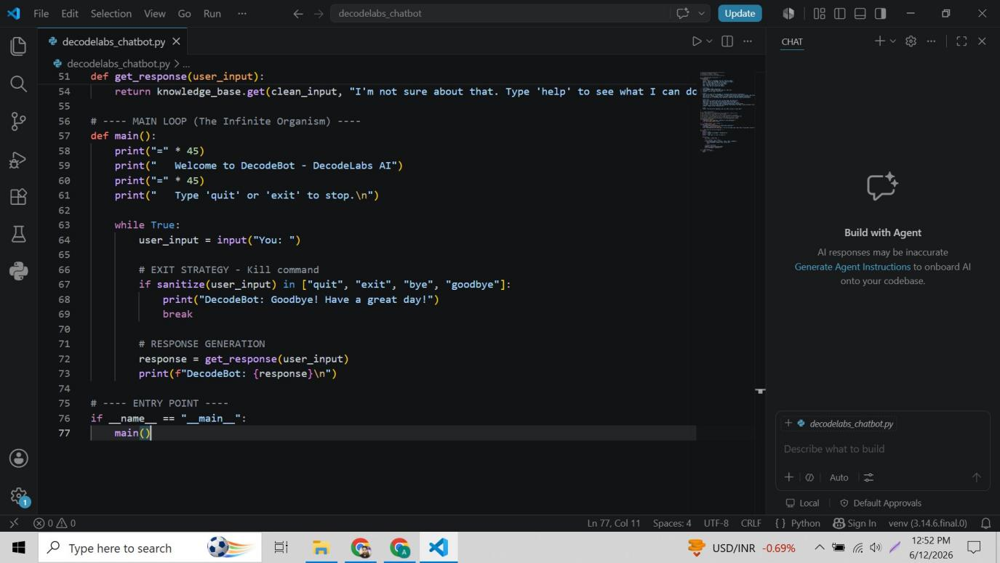 File Edit Selection View Go Run ···
decodelabs_chatbot
Update
decodelabs_chatbot.py
decodelabs_chatbot.py > ...
51 def get_response(user_input):
54     return knowledge_base.get(clean_input, "I'm not sure about that. Type 'help' to see what I can do
55
56 # ---- MAIN LOOP (The Infinite Organism) ----
57 def main():
58     print("=" * 45)
59     print("   Welcome to DecodeBot - DecodeLabs AI")
60     print("=" * 45)
61     print("   Type 'quit' or 'exit' to stop.\n")
62
63     while True:
64         user_input = input("You: ")
65
66         # EXIT STRATEGY - Kill command
67         if sanitize(user_input) in ["quit", "exit", "bye", "goodbye"]:
68             print("DecodeBot: Goodbye! Have a great day!")
69             break
70
71         # RESPONSE GENERATION
72         response = get_response(user_input)
73         print(f"DecodeBot: {response}\n")
74
75 # ---- ENTRY POINT ----
76 if __name__ == "__main__":
77     main()
CHAT
Build with Agent
AI responses may be inaccurate
Generate Agent Instructions to onboard AI
onto your codebase.
decodelabs_chatbot.py
Describe what to build
Auto
Local
Default Approvals
1
0 0
Ln 77, Col 11
Spaces: 4
UTF-8
CRLF
{ } Python
Sign In
venv (3.14.6.final.0)
Type here to search
USD/INR -0.69%
12:52 PM
6/12/2026